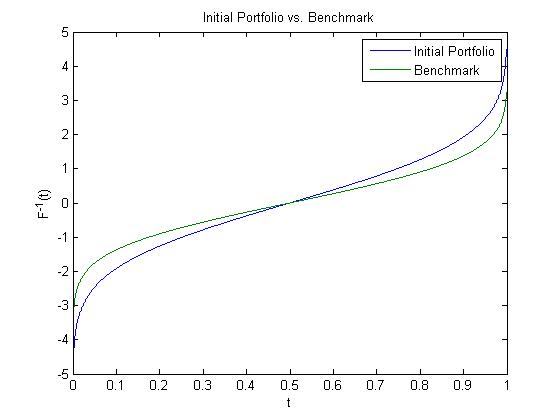 Initial Portfolio vs. Benchmark
Initial Portfolio
Benchmark
5
4
3
2
1
0
-1
-2
-3
-4
-5
F⁻¹(t)
0 0.1 0.2 0.3 0.4 0.5 0.6 0.7 0.8 0.9 1
t